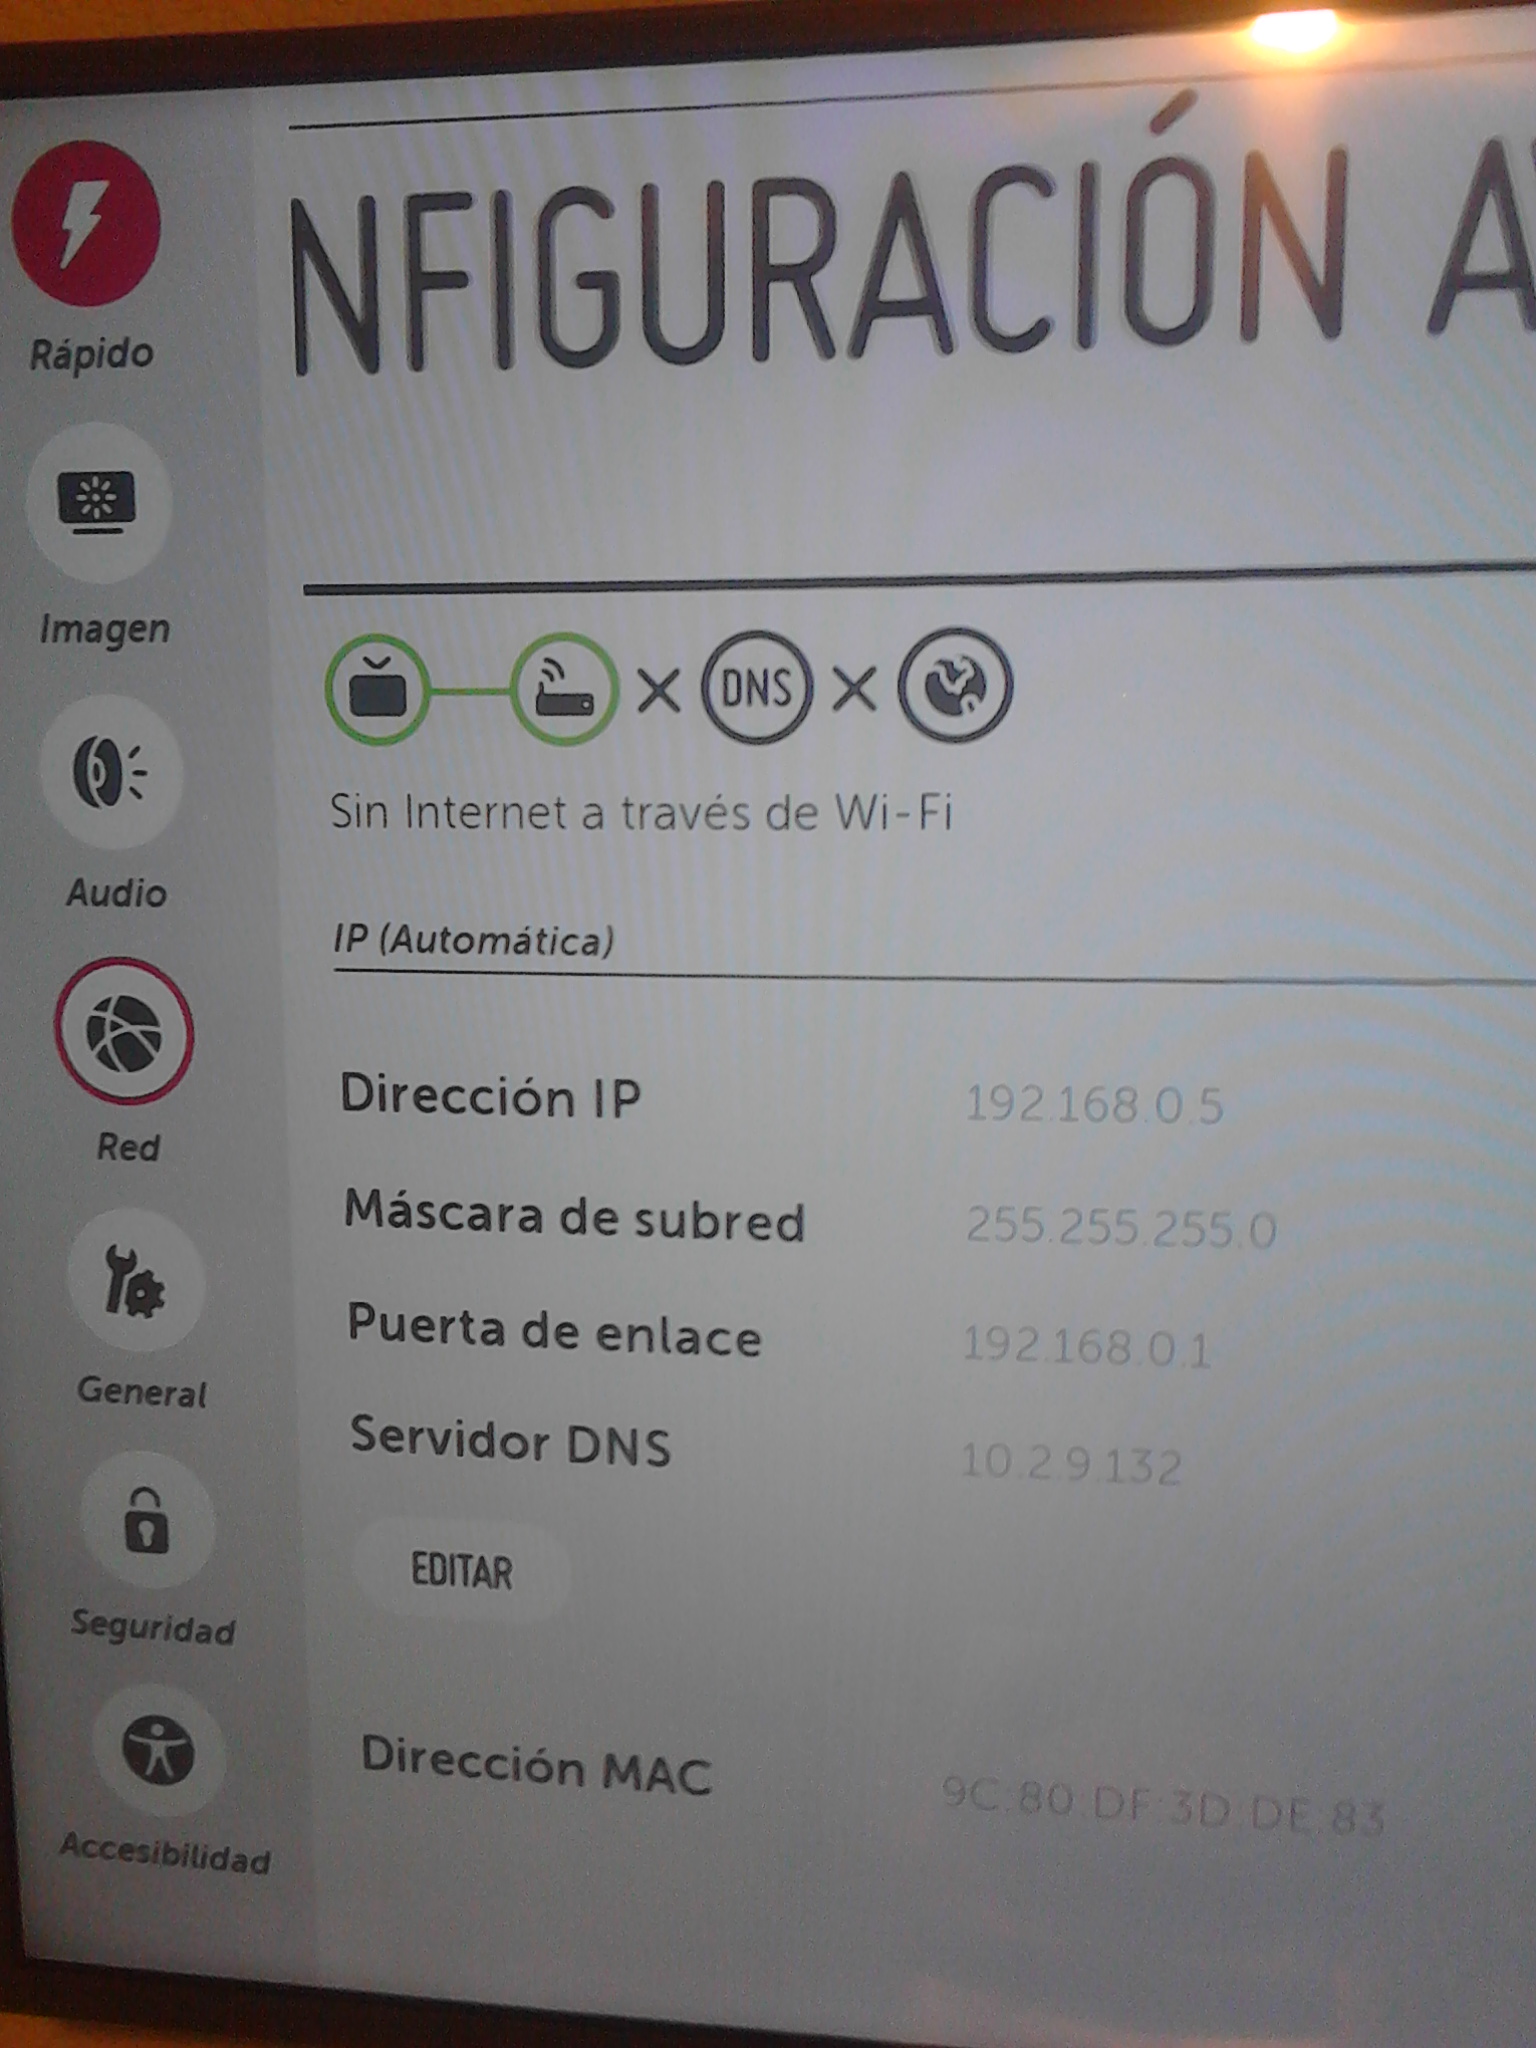 NFIGURACIÓN A
Rápido
Imagen
DNS
Sin Internet a través de Wi-Fi
Audio
IP (Automática)
Dirección IP 192.168.0.5
Red
Máscara de subred 255.255.255.0
Puerta de enlace 192.168.0.1
General
Servidor DNS 10.2.9.132
EDITAR
Seguridad
Dirección MAC 9C:80:DF:3D:DE:83
Accesibilidad